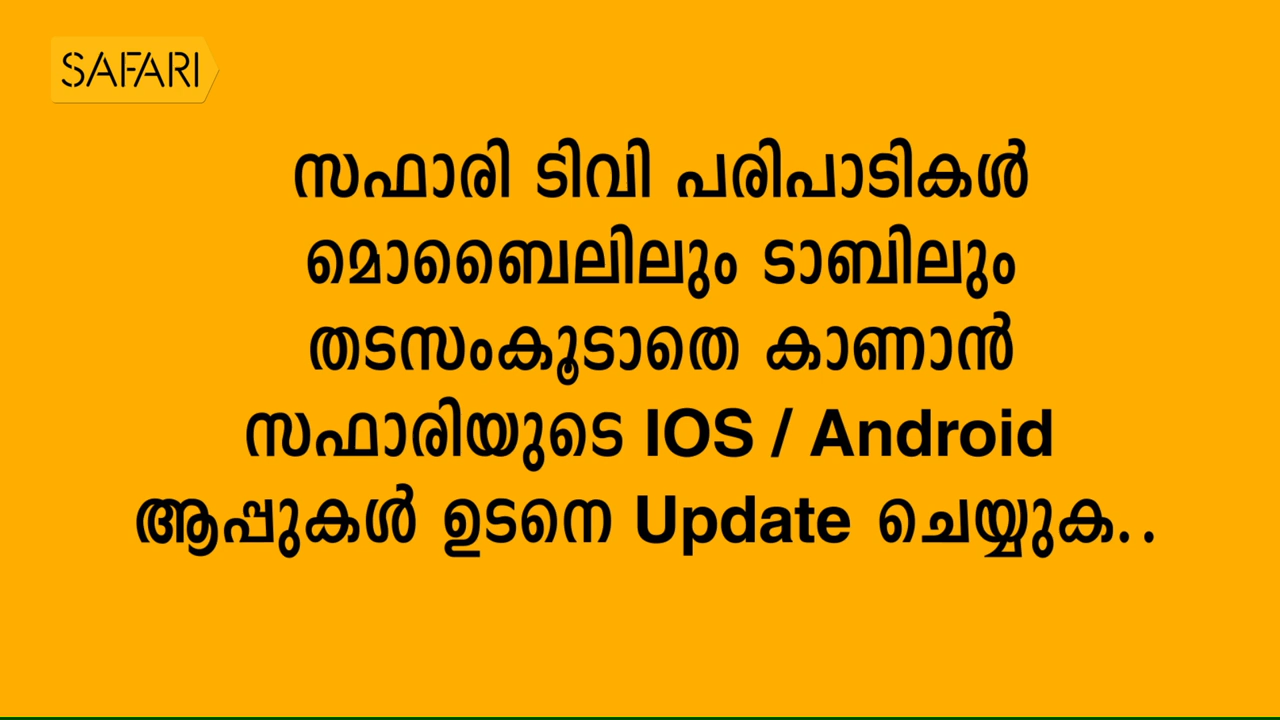 SAFARI
സഫാരി ടിവി പരിപാടികൾ
മൊബൈലിലും ടാബിലും
തടസംകൂടാതെ കാണാൻ
സഫാരിയുടെ IOS / Android
ആപ്പുകൾ ഉടനെ Update ചെയ്യുക..